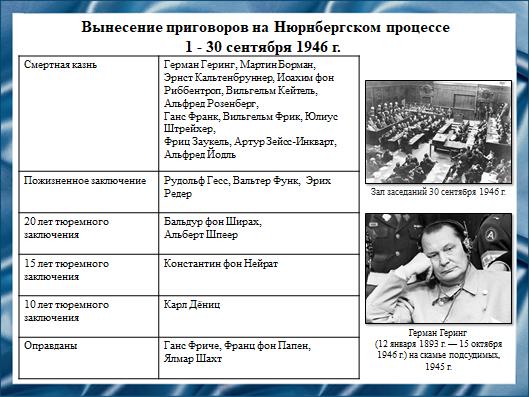 Вынесение приговоров на Нюрнбергском процессе
1 - 30 сентября 1946 г.
Смертная казнь
Герман Геринг, Мартин Борман,
Эрнст Кальтенбруннер, Иоахим фон
Риббентроп, Вильгельм Кейтель,
Альфред Розенберг,
Ганс Франк, Вильгельм Фрик, Юлиус
Штрейхер,
Фриц Заукель, Артур Зейсс-Инкварт,
Альфред Йодль
Пожизненное заключение
Рудольф Гесс, Вальтер Функ, Эрих
Редер
20 лет тюремного
заключения
Бальдур фон Ширах,
Альберт Шпеер
15 лет тюремного
заключения
Константин фон Нейрат
10 лет тюремного
заключения
Карл Дёниц
Оправданы
Ганс Фриче, Франц фон Папен,
Ялмар Шахт
Зал заседаний 30 сентября 1946 г.
Герман Геринг
(12 января 1893 г. — 15 октября
1946 г.) на скамье подсудимых,
1945 г.